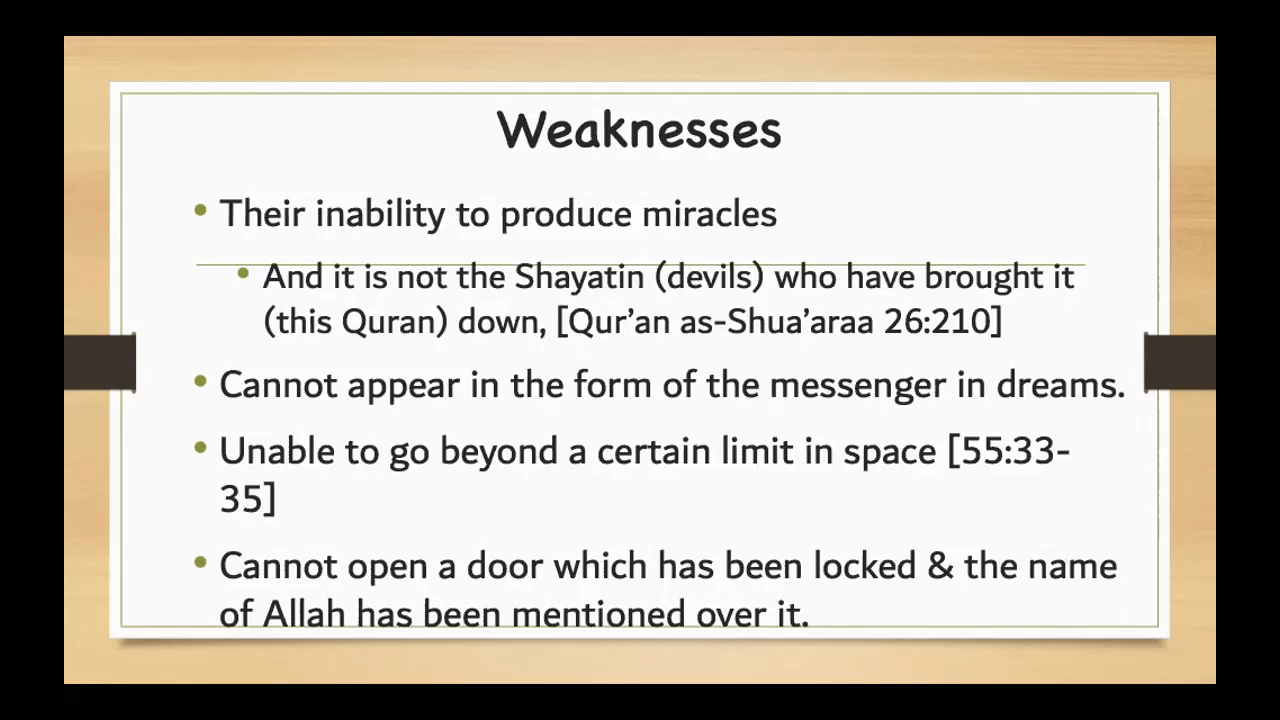 Weaknesses
• Their inability to produce miracles
• And it is not the Shayatin (devils) who have brought it
(this Quran) down, [Qur’an as-Shua’araa 26:210]
• Cannot appear in the form of the messenger in dreams.
• Unable to go beyond a certain limit in space [55:33-
35]
• Cannot open a door which has been locked & the name
of Allah has been mentioned over it.